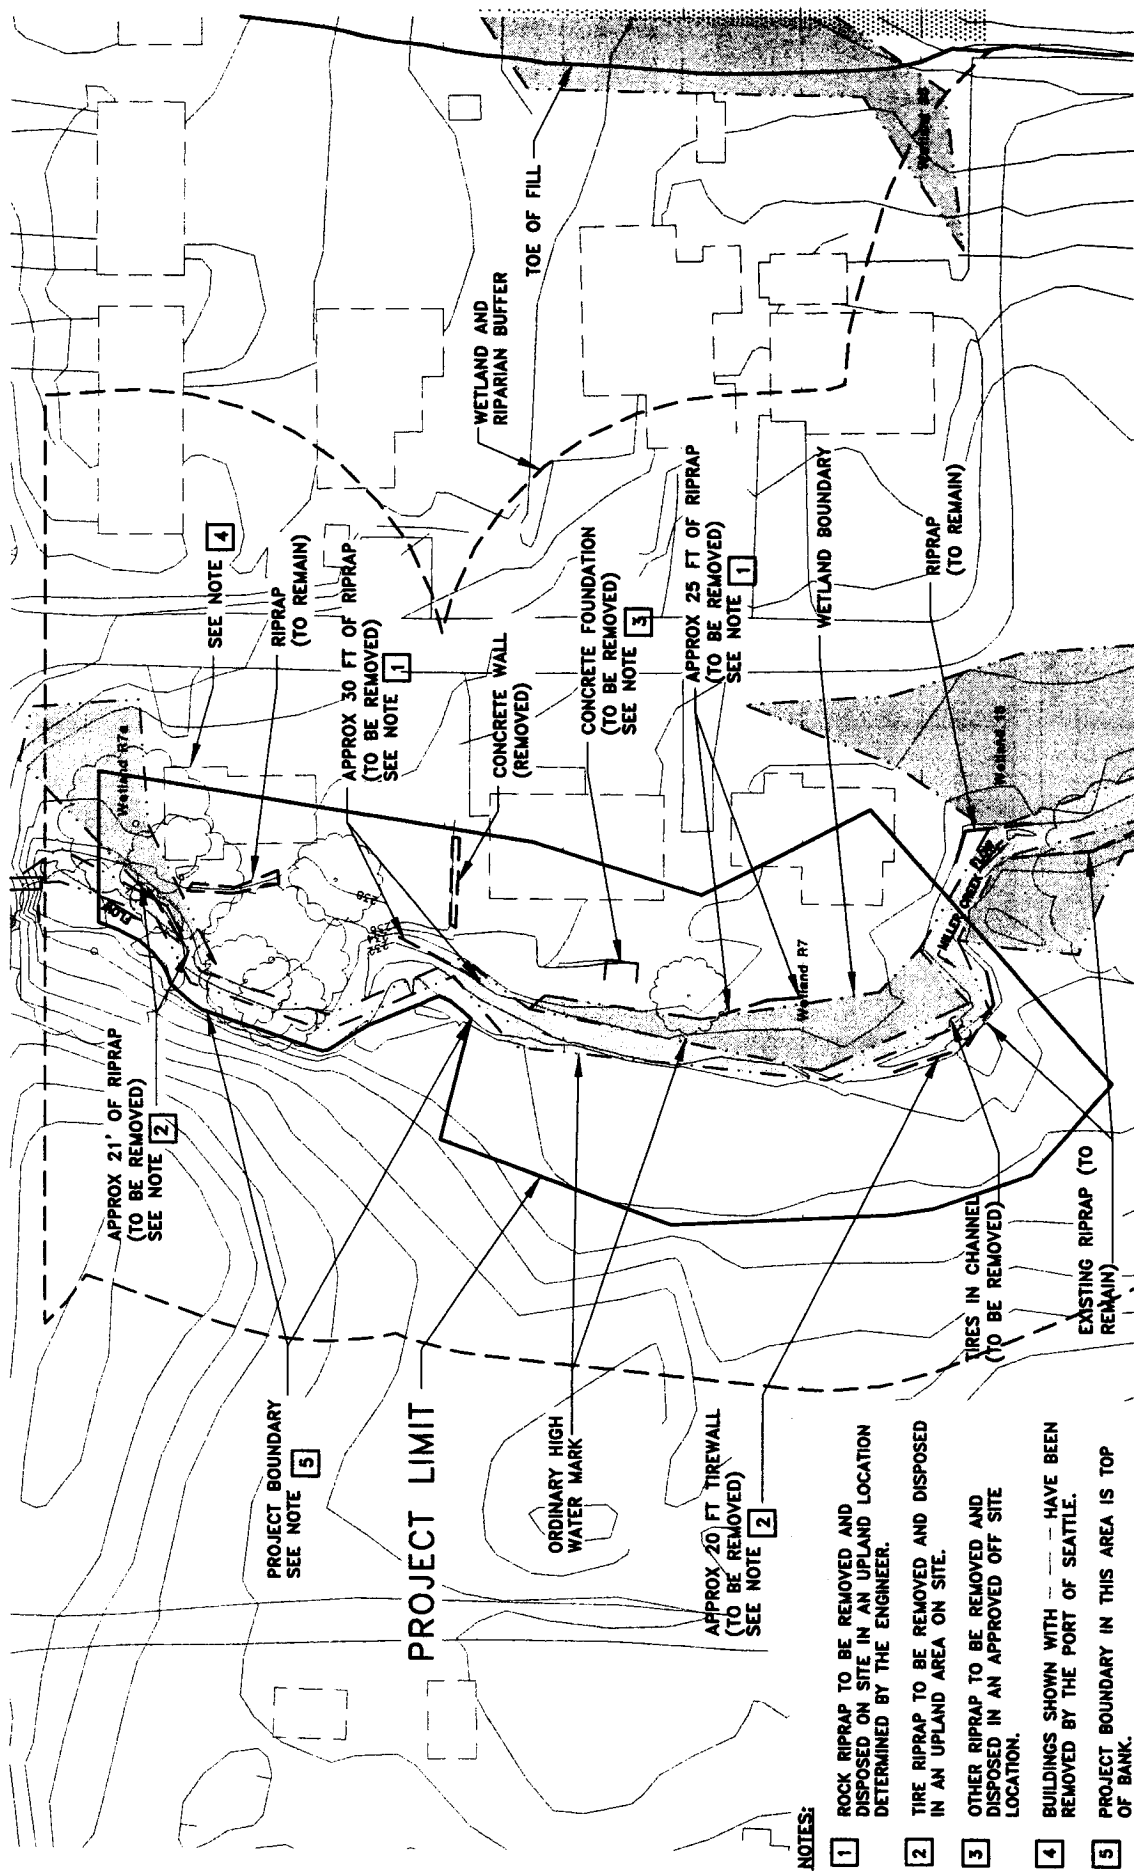 SEE NOTE 4
RIPRAP
(TO REMAIN)
APPROX 30 FT OF RIPRAP
(TO BE REMOVED)
SEE NOTE 1
CONCRETE WALL
(REMOVED)
WETLAND AND
RIPARIAN BUFFER
TOE OF FILL
CONCRETE FOUNDATION
(TO BE REMOVED)
SEE NOTE 3
APPROX 25 FT OF RIPRAP
(TO BE REMOVED)
SEE NOTE 1
WETLAND BOUNDARY
RIPRAP
(TO REMAIN)
Wetland R7a
FLOW
238
Wetland R7
MILLER CREEK FLOW
Wetland 18
APPROX 21' OF RIPRAP
(TO BE REMOVED)
SEE NOTE 2
PROJECT BOUNDARY
SEE NOTE 5
PROJECT LIMIT
ORDINARY HIGH
WATER MARK
APPROX 20 FT TIREWALL
(TO BE REMOVED)
SEE NOTE 2
TIRES IN CHANNEL
(TO BE REMOVED)
EXISTING RIPRAP (TO
REMAIN)
NOTES:
1 ROCK RIPRAP TO BE REMOVED AND
DISPOSED ON SITE IN AN UPLAND LOCATION
DETERMINED BY THE ENGINEER.
2 TIRE RIPRAP TO BE REMOVED AND DISPOSED
IN AN UPLAND AREA ON SITE.
3 OTHER RIPRAP TO BE REMOVED AND
DISPOSED IN AN APPROVED OFF SITE
LOCATION.
4 BUILDINGS SHOWN WITH -- -- -- HAVE BEEN
REMOVED BY THE PORT OF SEATTLE.
5 PROJECT BOUNDARY IN THIS AREA IS TOP
OF BANK.